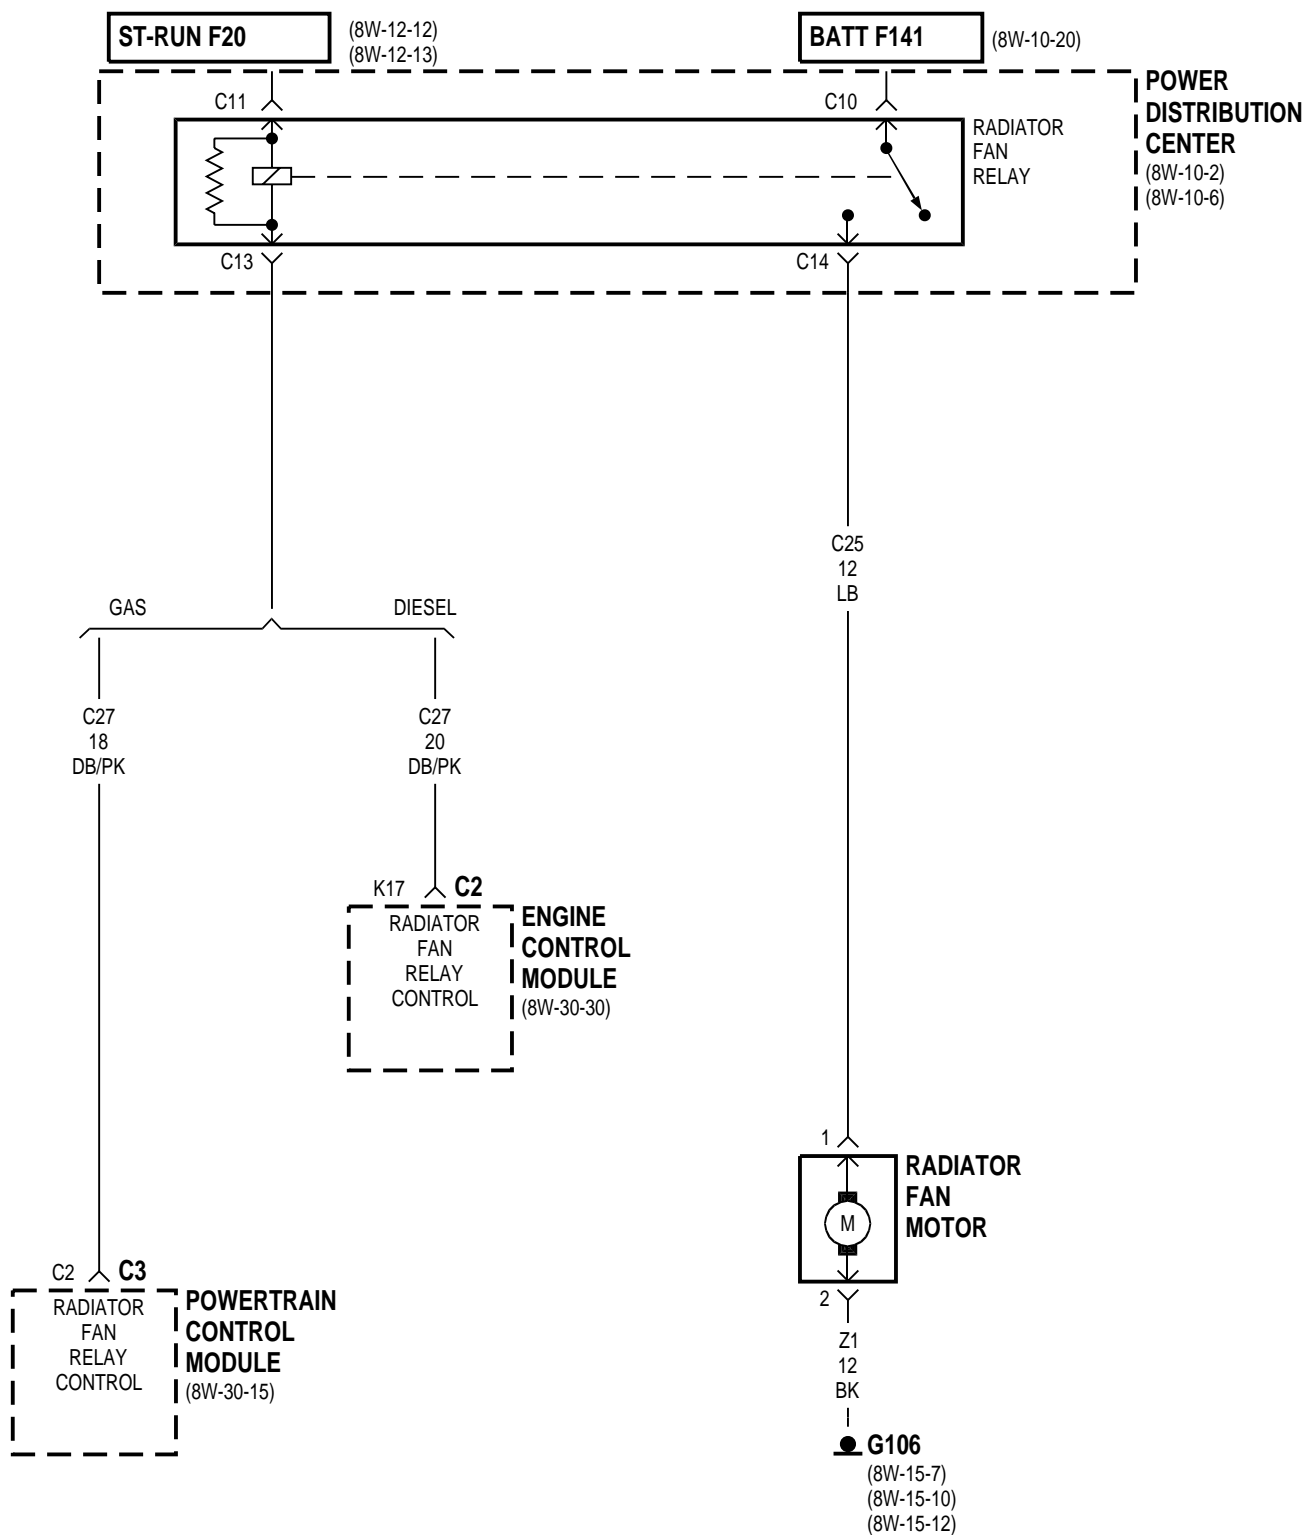 ST-RUN F20
(8W-12-12)
(8W-12-13)
BATT F141
(8W-10-20)
POWER
DISTRIBUTION
CENTER
(8W-10-2)
(8W-10-6)
C11
C10
RADIATOR
FAN
RELAY
C13
C14
C25
12
LB
GAS
DIESEL
C27
18
DB/PK
C27
20
DB/PK
K17
C2
RADIATOR
FAN
RELAY
CONTROL
ENGINE
CONTROL
MODULE
(8W-30-30)
1
RADIATOR
FAN
MOTOR
M
2
C2
C3
RADIATOR
FAN
RELAY
CONTROL
POWERTRAIN
CONTROL
MODULE
(8W-30-15)
Z1
12
BK
G106
(8W-15-7)
(8W-15-10)
(8W-15-12)